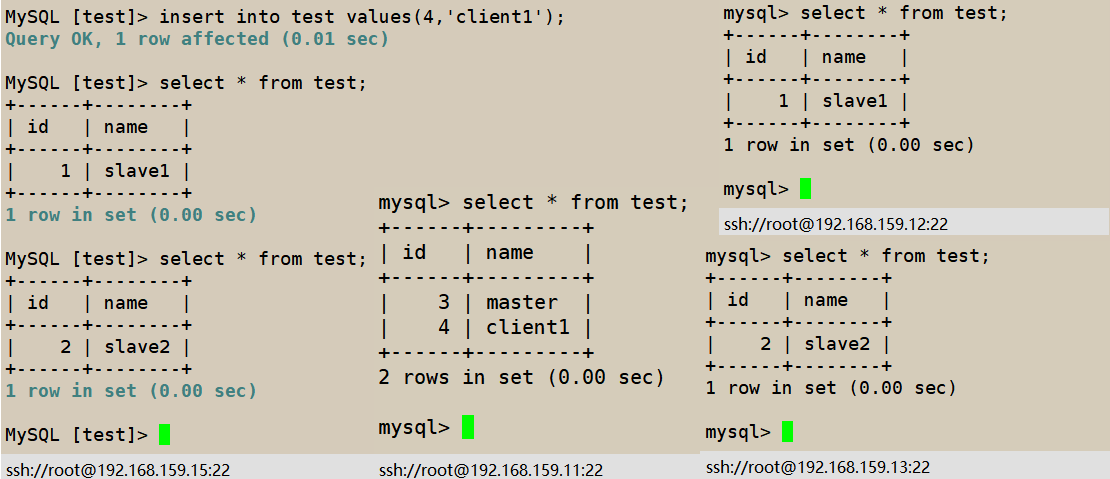 MySQL [test]> insert into test values(4,'client1');
Query OK, 1 row affected (0.01 sec)

MySQL [test]> select * from test;
+------+--------+
| id   | name   |
+------+--------+
|    1 | slave1 |
+------+--------+
1 row in set (0.00 sec)

MySQL [test]> select * from test;
+------+--------+
| id   | name   |
+------+--------+
|    2 | slave2 |
+------+--------+
1 row in set (0.00 sec)

MySQL [test]>
ssh://root@192.168.159.15:22
mysql> select * from test;
+------+---------+
| id   | name    |
+------+---------+
|    3 | master  |
|    4 | client1 |
+------+---------+
2 rows in set (0.00 sec)

mysql>
ssh://root@192.168.159.11:22
mysql> select * from test;
+------+--------+
| id   | name   |
+------+--------+
|    1 | slave1 |
+------+--------+
1 row in set (0.00 sec)

mysql>
ssh://root@192.168.159.12:22
mysql> select * from test;
+------+--------+
| id   | name   |
+------+--------+
|    2 | slave2 |
+------+--------+
1 row in set (0.00 sec)

mysql>
ssh://root@192.168.159.13:22